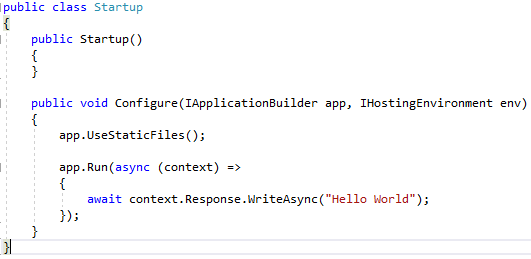 public class Startup
{
    public Startup()
    {
    }

    public void Configure(IApplicationBuilder app, IHostingEnvironment env)
    {
        app.UseStaticFiles();

        app.Run(async (context) =>
        {
            await context.Response.WriteAsync("Hello World");
        });
    }
}